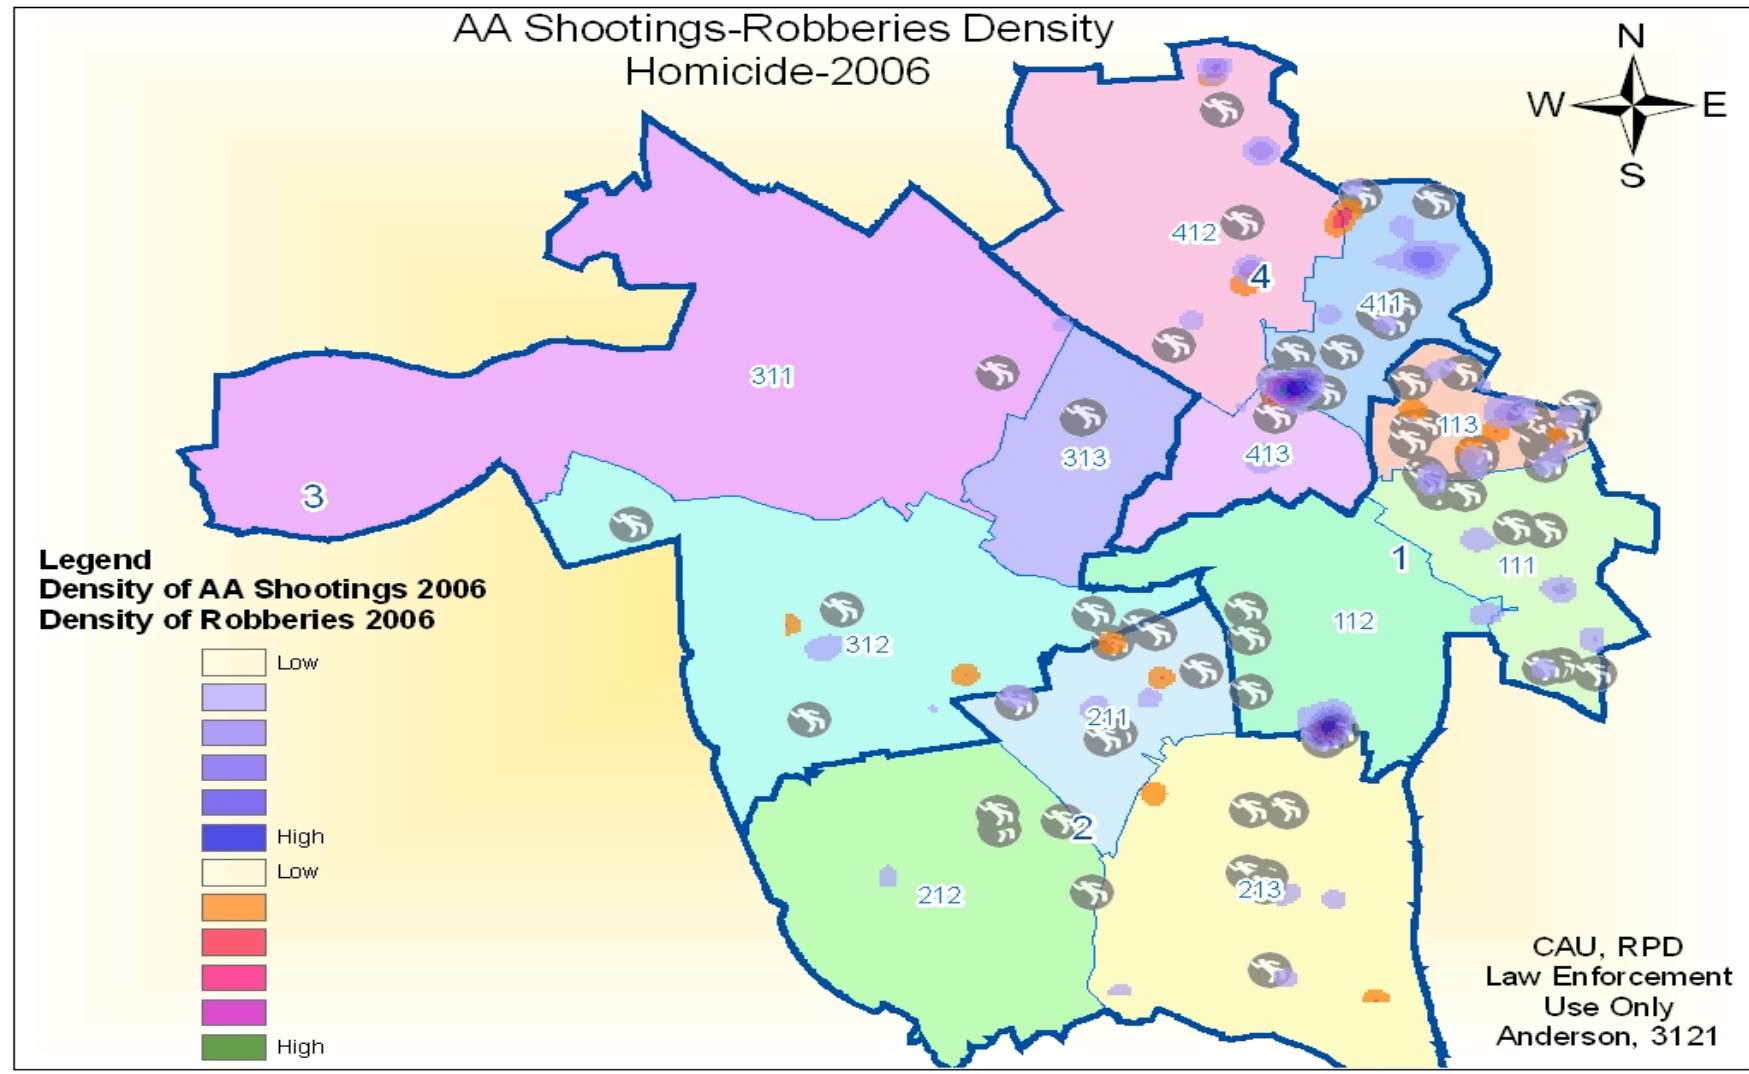 AA Shootings-Robberies Density
Homicide-2006
N
W E
S
412
4
411
311
113
313
413
3
1
111
112
312
211
2
212
213
Legend
Density of AA Shootings 2006
Density of Robberies 2006
Low
High
Low
High
CAU, RPD
Law Enforcement
Use Only
Anderson, 3121